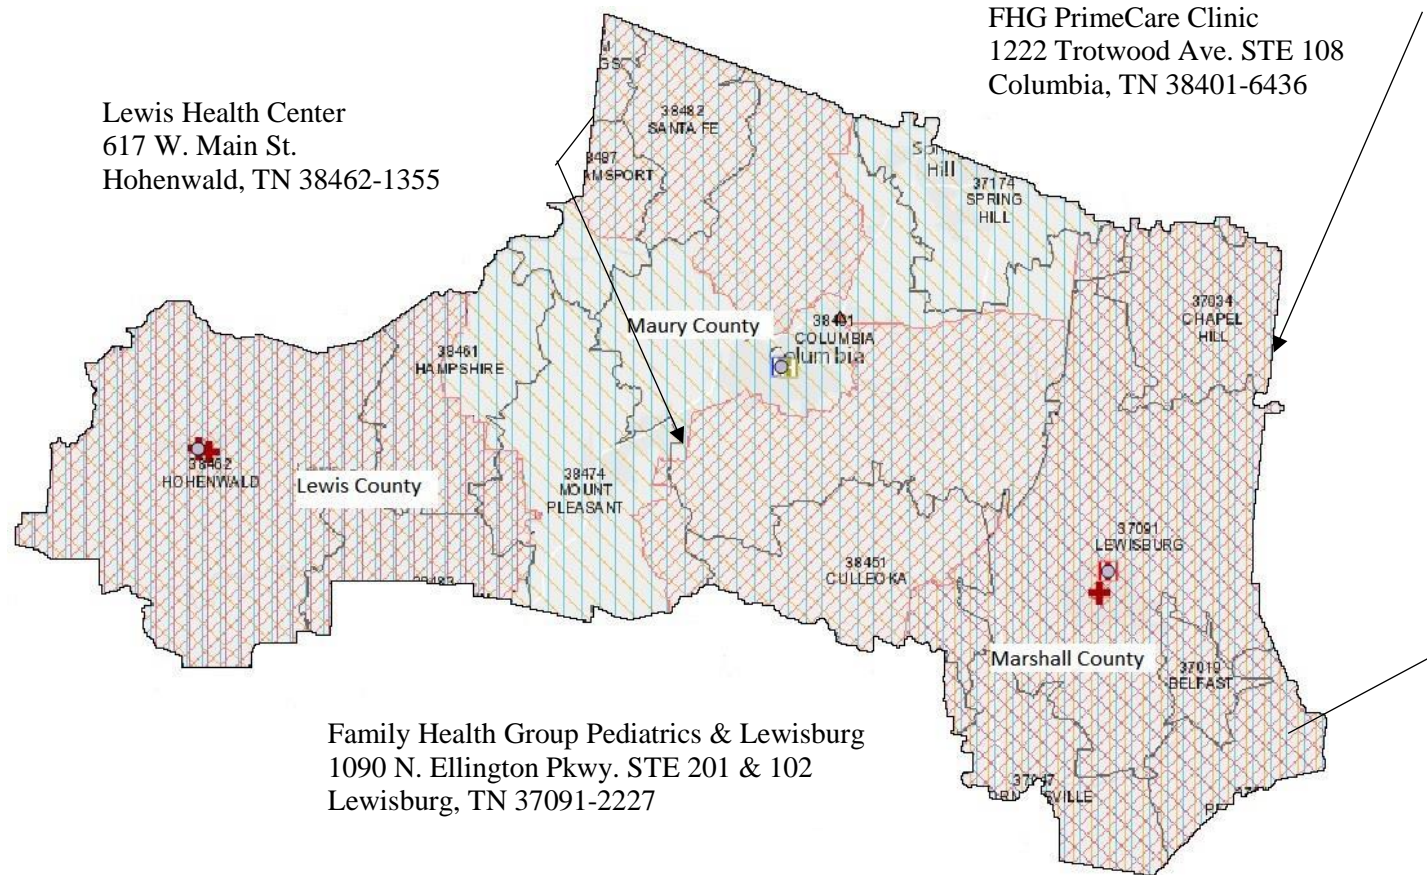 FHG PrimeCare Clinic
1222 Trotwood Ave. STE 108
Columbia, TN 38401-6436
Lewis Health Center
617 W. Main St.
Hohenwald, TN 38462-1355
38482
SANTA FE
Hill
37174
SPRING
HILL
37034
CHAPEL
HILL
Maury County
COLUMBIA
38461
HAMPSHIRE
38462
HOHENWALD
Lewis County
38474
MOUNT
PLEASANT
38451
CULLEOKA
37091
LEWISBURG
Marshall County
37019
BELFAST
Family Health Group Pediatrics & Lewisburg
1090 N. Ellington Pkwy. STE 201 & 102
Lewisburg, TN 37091-2227